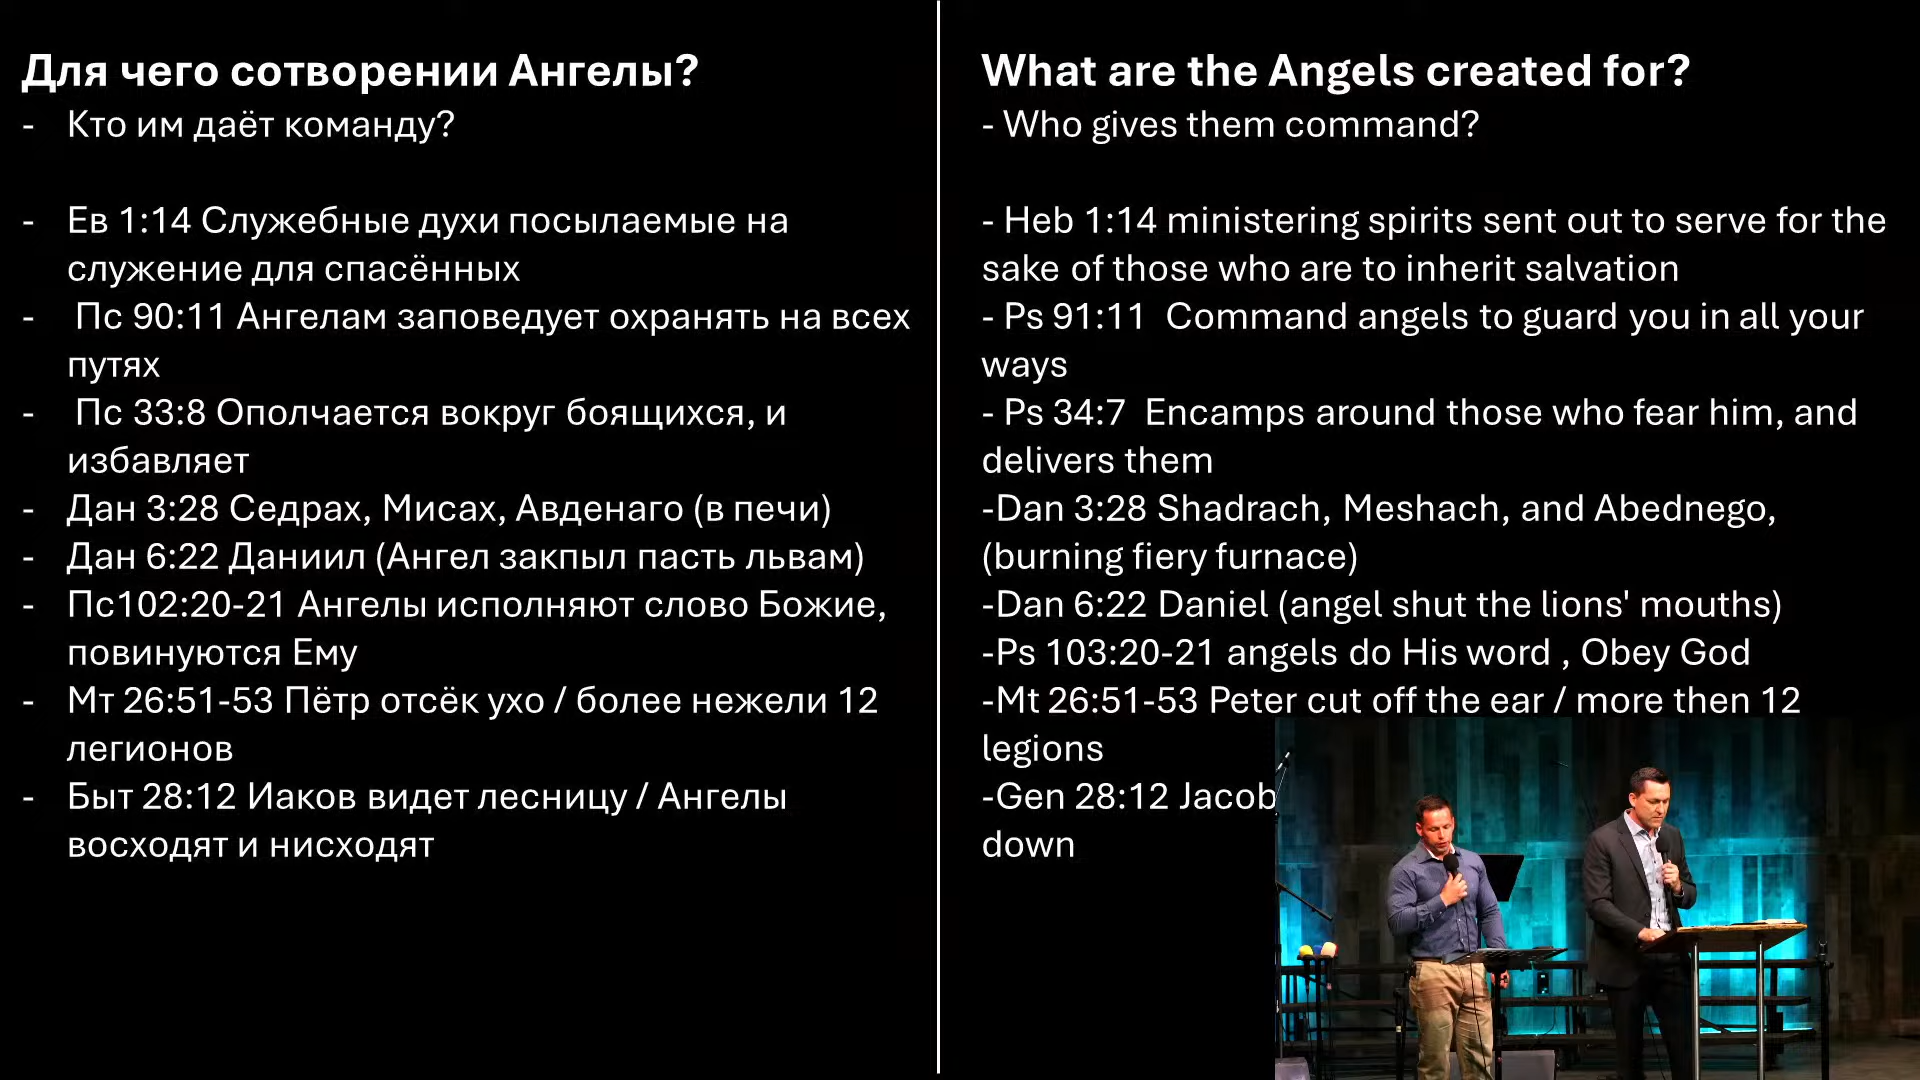 Для чего сотворении Ангелы?
- Кто им даёт команду?
- Ев 1:14 Служебные духи посылаемые на
служение для спасённых
- Пс 90:11 Ангелам заповедует охранять на всех
путях
- Пс 33:8 Ополчается вокруг боящихся, и
избавляет
- Дан 3:28 Седрах, Мисах, Авденаго (в печи)
- Дан 6:22 Даниил (Ангел закпыл пасть львам)
- Пс102:20-21 Ангелы исполняют слово Божие,
повинуются Ему
- Мт 26:51-53 Пётр отсёк ухо / более нежели 12
легионов
- Быт 28:12 Иаков видет лесницу / Ангелы
восходят и нисходят
What are the Angels created for?
- Who gives them command?
- Heb 1:14 ministering spirits sent out to serve for the
sake of those who are to inherit salvation
- Ps 91:11  Command angels to guard you in all your
ways
- Ps 34:7  Encamps around those who fear him, and
delivers them
-Dan 3:28 Shadrach, Meshach, and Abednego,
(burning fiery furnace)
-Dan 6:22 Daniel (angel shut the lions' mouths)
-Ps 103:20-21 angels do His word , Obey God
-Mt 26:51-53 Peter cut off the ear / more then 12
legions
-Gen 28:12 Jacob
down